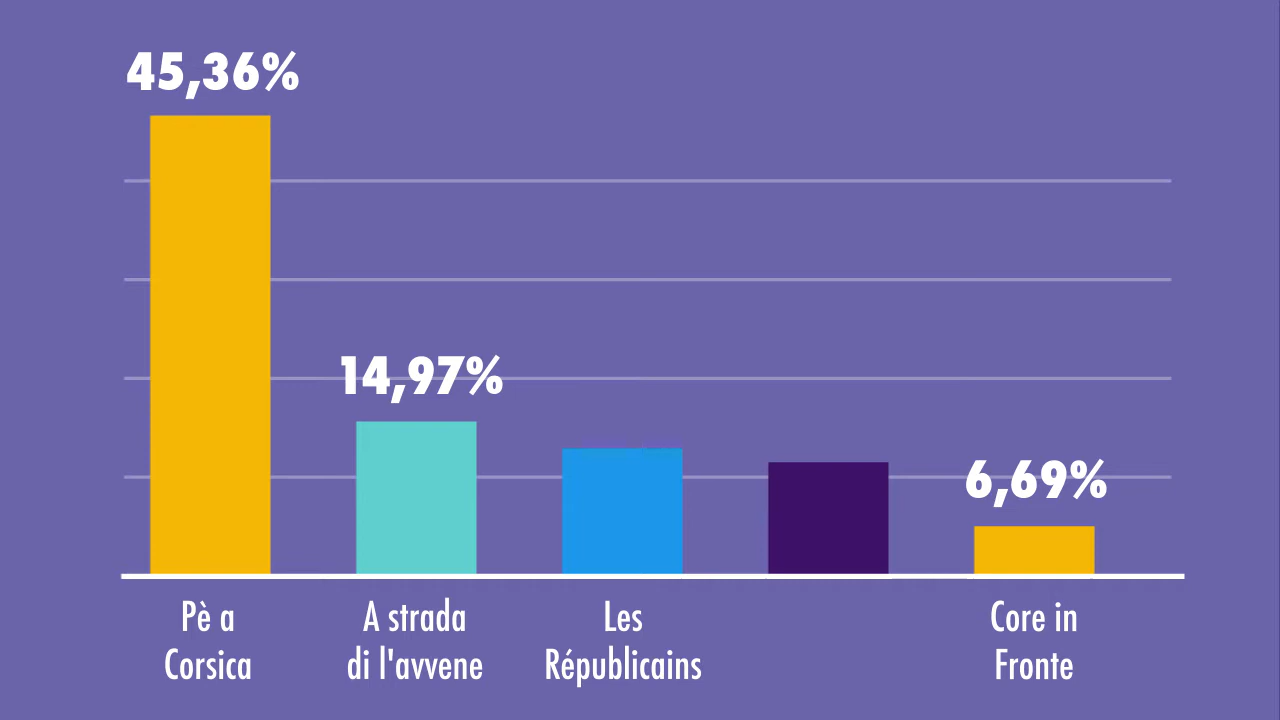 45,36%
14,97%
6,69%
Pè a
Corsica
A strada
di l'avvene
Les
Républicains
Core in
Fronte